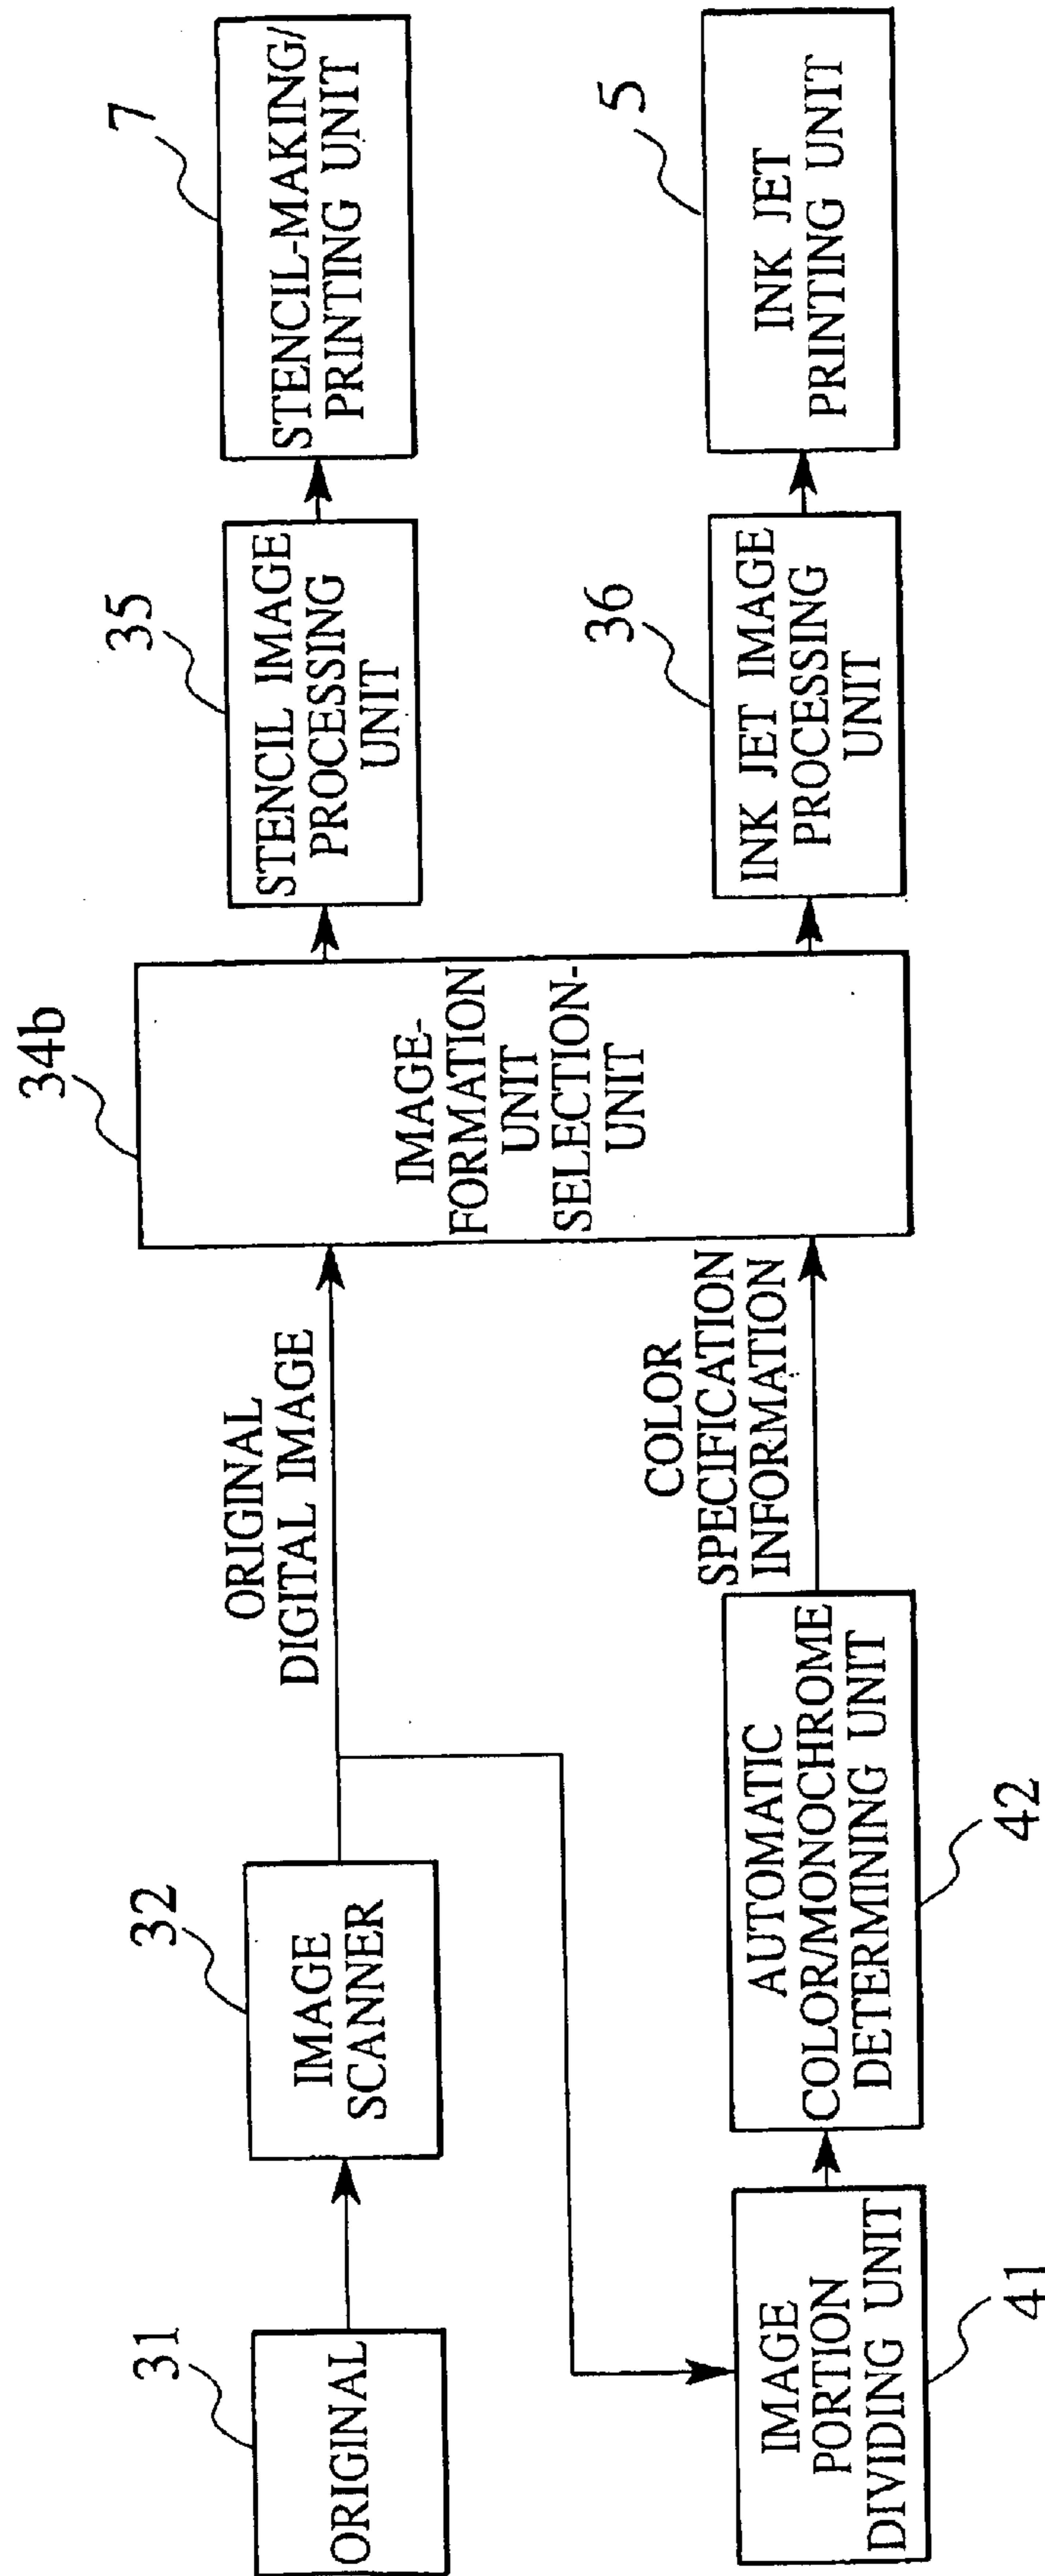 31
ORIGINAL
32
IMAGE
SCANNER
ORIGINAL
DIGITAL IMAGE
41
IMAGE
PORTION
DIVIDING UNIT
42
AUTOMATIC
COLOR/MONOCHROME
DETERMINING UNIT
COLOR
SPECIFICATION
INFORMATION
34b
IMAGE-
FORMATION
UNIT
SELECTION-
UNIT
35
STENCIL IMAGE
PROCESSING
UNIT
7
STENCIL-MAKING/
PRINTING UNIT
36
INK JET IMAGE
PROCESSING
UNIT
5
INK JET
PRINTING UNIT